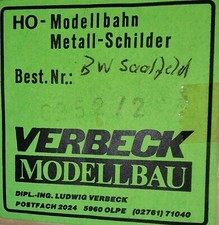 HO-Modellbahn
Metall-Schilder
Best.Nr.: BW Saalfeld
VERBECK
MODELLBAU
DIPL.-ING. LUDWIG VERBECK
POSTFACH 2024 5960 OLPE (02761) 71040